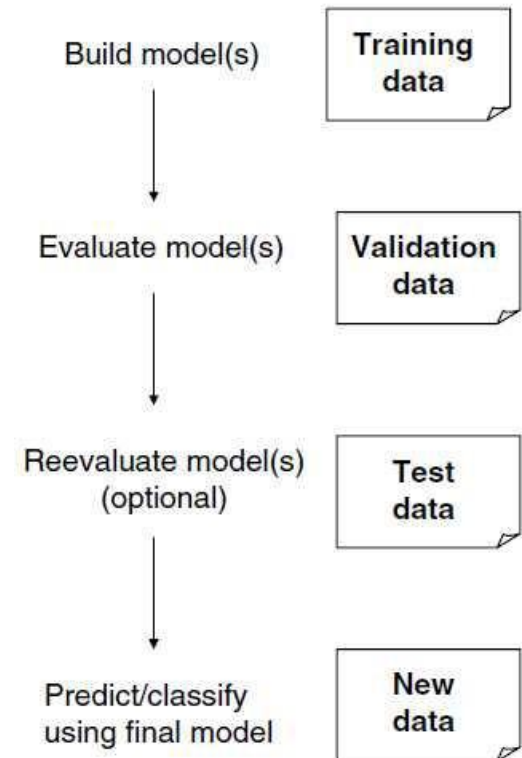 Build model(s)
Training
data
Evaluate model(s)
Validation
data
Reevaluate model(s)
(optional)
Test
data
Predict/classify
using final model
New
data